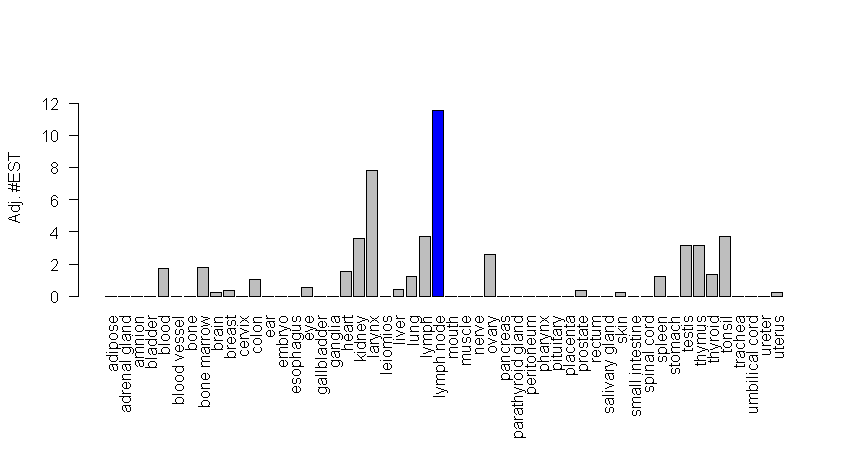 Adj. #EST
12
10
8
6
4
2
0
adipose
adrenal gland
amnion
bladder
blood
blood vessel
bone
bone marrow
brain
breast
cervix
colon
ear
embryo
esophagus
eye
gallbladder
ganglia
heart
kidney
larynx
leiomios
liver
lung
lymph
lymph node
mouth
muscle
nerve
ovary
pancreas
parathyroid gland
peritoneum
pharynx
pituitary
placenta
prostate
rectum
salivary gland
skin
small intestine
spinal cord
spleen
stomach
testis
thymus
thyroid
tonsil
trachea
umbilical cord
ureter
uterus